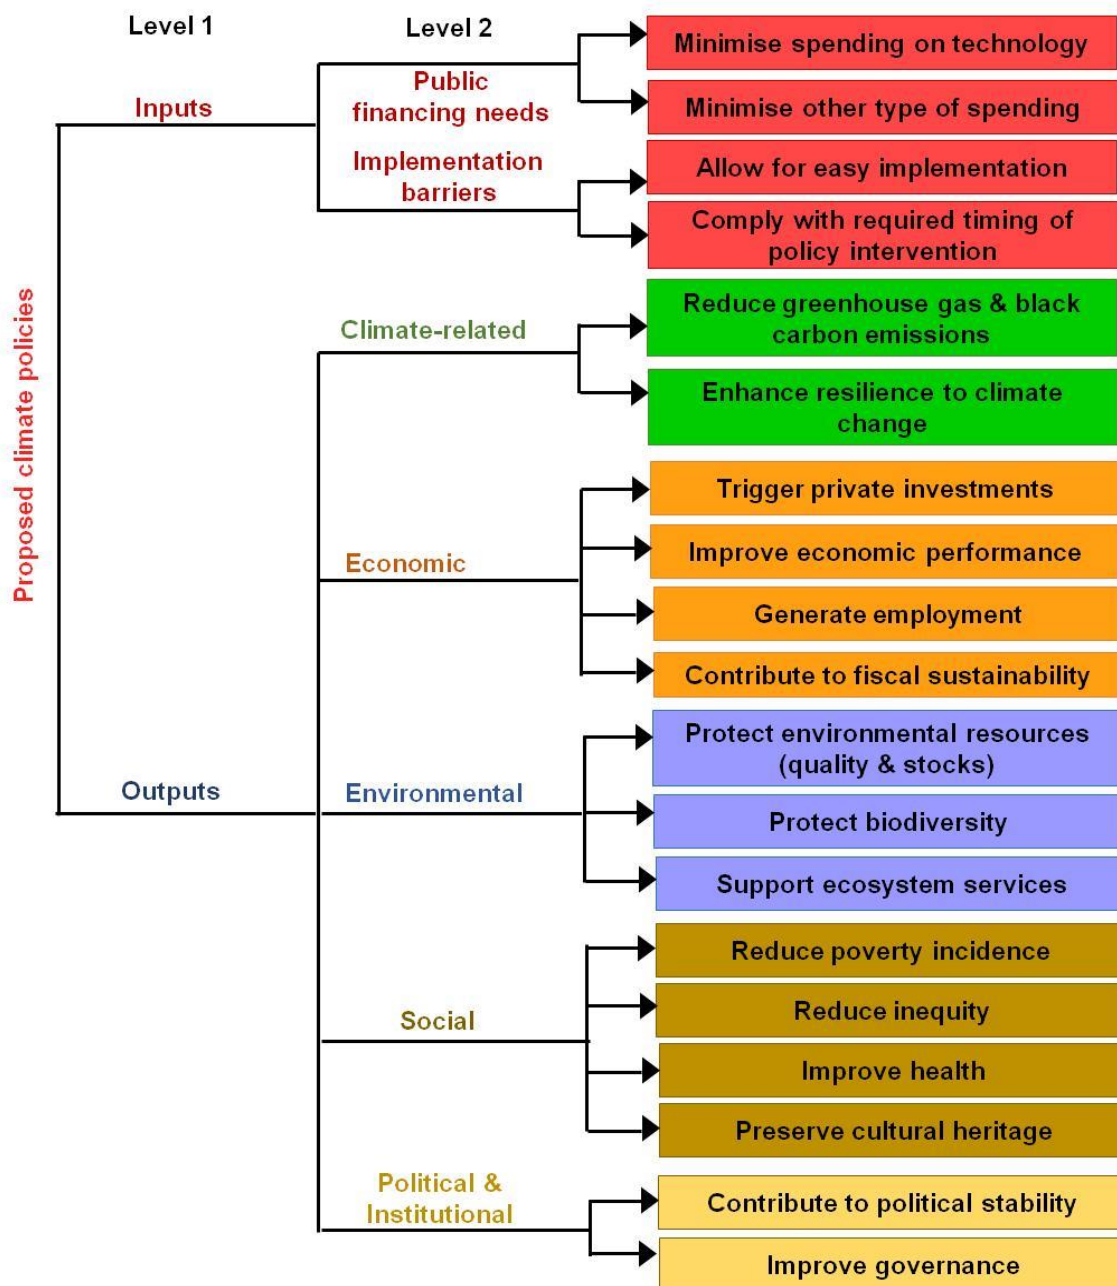 Level 1
Level 2
Proposed climate policies
Inputs
Public
financing needs
Minimise spending on technology
Minimise other type of spending
Implementation
barriers
Allow for easy implementation
Comply with required timing of
policy intervention
Outputs
Climate-related
Reduce greenhouse gas & black
carbon emissions
Enhance resilience to climate
change
Economic
Trigger private investments
Improve economic performance
Generate employment
Contribute to fiscal sustainability
Environmental
Protect environmental resources
(quality & stocks)
Protect biodiversity
Support ecosystem services
Social
Reduce poverty incidence
Reduce inequity
Improve health
Preserve cultural heritage
Political &
Institutional
Contribute to political stability
Improve governance